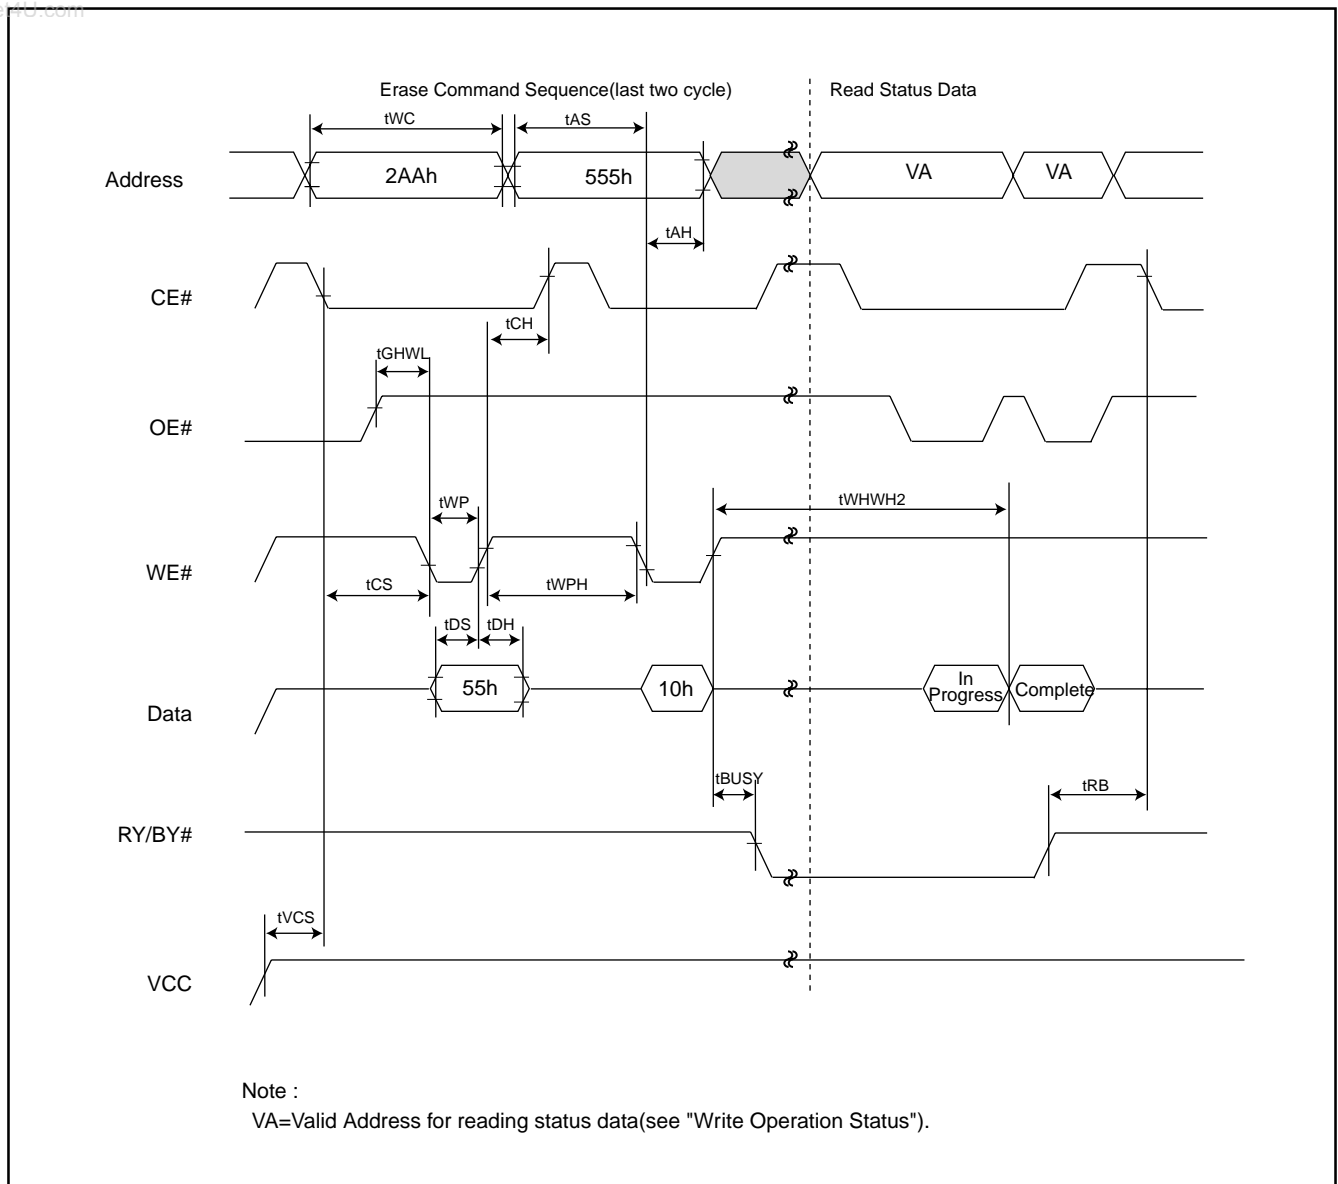 et4U.com
Erase Command Sequence(last two cycle) Read Status Data
tWC tAS
Address 2AAh 555h VA VA
tAH
CE#
tCH
tGHWL
OE#
tWP tWHWH2
WE#
tCS tWPH
tDS tDH
55h 10h In Progress Complete
Data
tBUSY tRB
RY/BY#
tVCS
VCC
Note :
VA=Valid Address for reading status data(see "Write Operation Status").